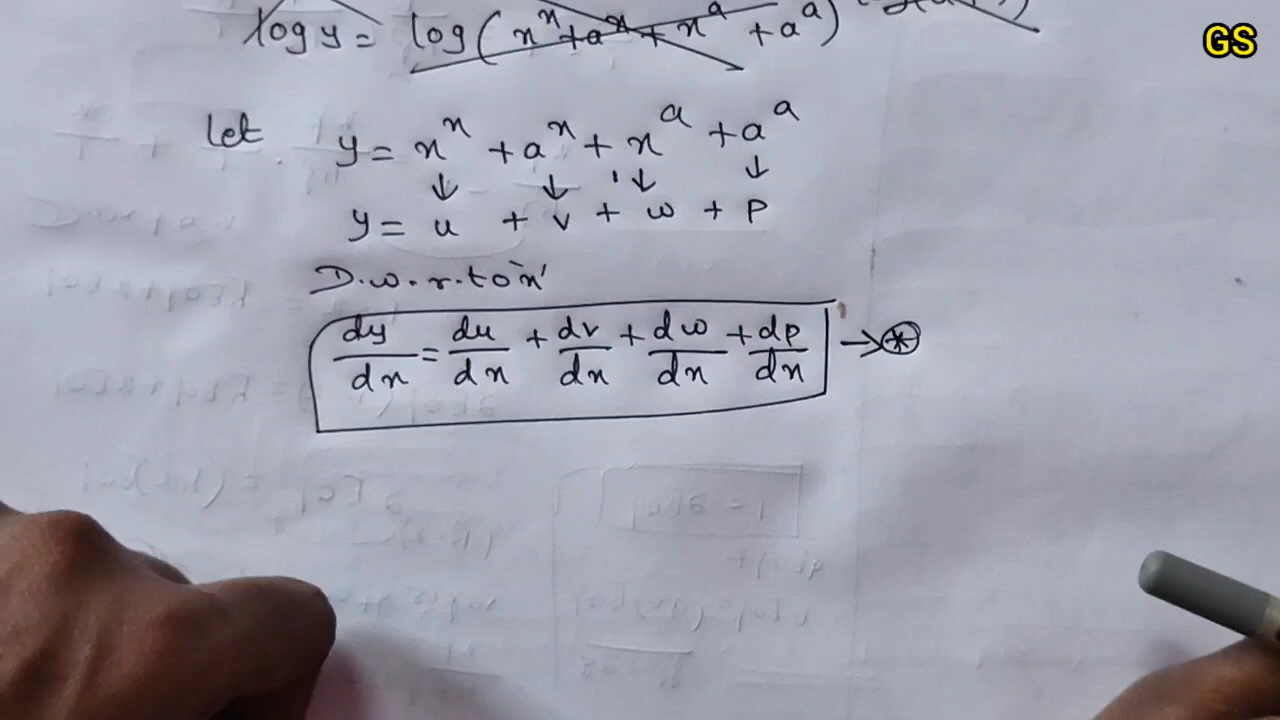 log y = log(x^x + a^x + x^a + a^a)
GS
Let y = x^x + a^x + x^a + a^a
↓ ↓ ↓ ↓
y = u + v + w + p
D.w.r.to 'x'
dy/dx = du/dx + dv/dx + dw/dx + dp/dx → ⊛